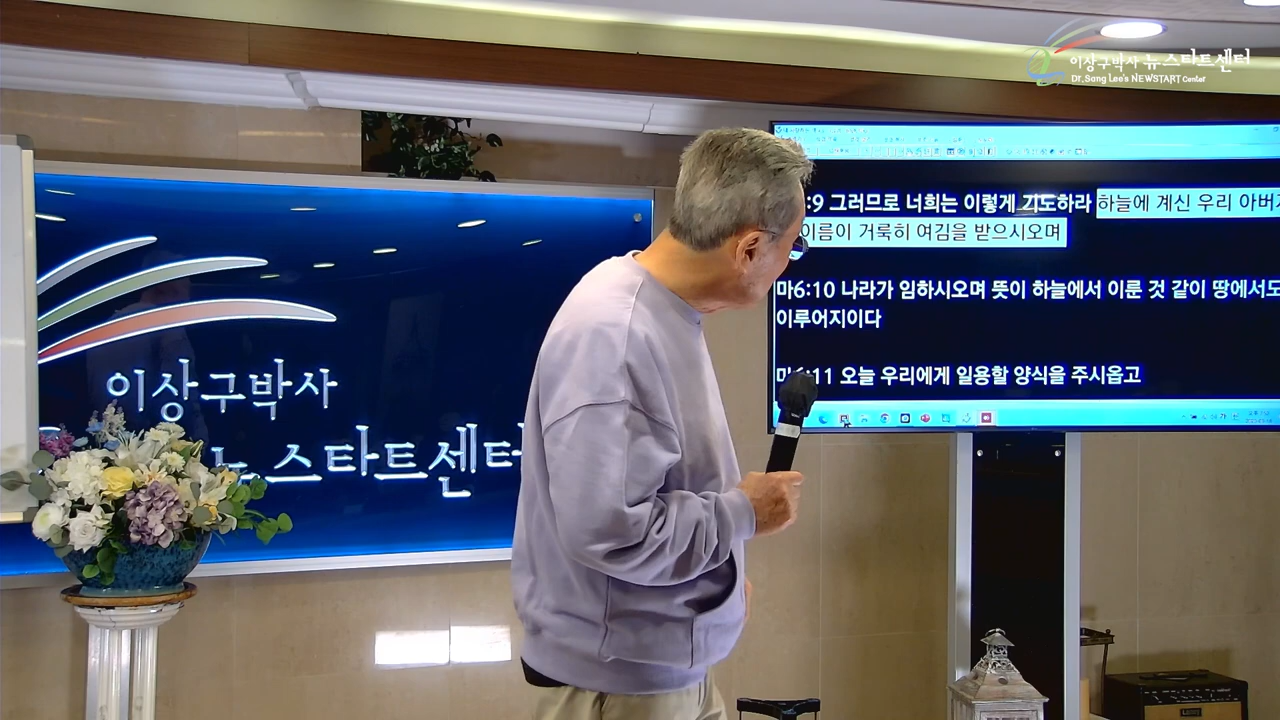 이상구박사 뉴스타트센터
Dr. Sang Lee's NEWSTART Center
이상구박사
뉴스타트센터
:9 그러므로 너희는 이렇게 기도하라 하늘에 계신 우리
이름이 거룩히 여김을 받으시오며
마6:10 나라가 임하시오며 뜻이 하늘에서 이룬 것 같이 땅에서도
이루어지이다
마6:11 오늘 우리에게 일용할 양식을 주시옵고